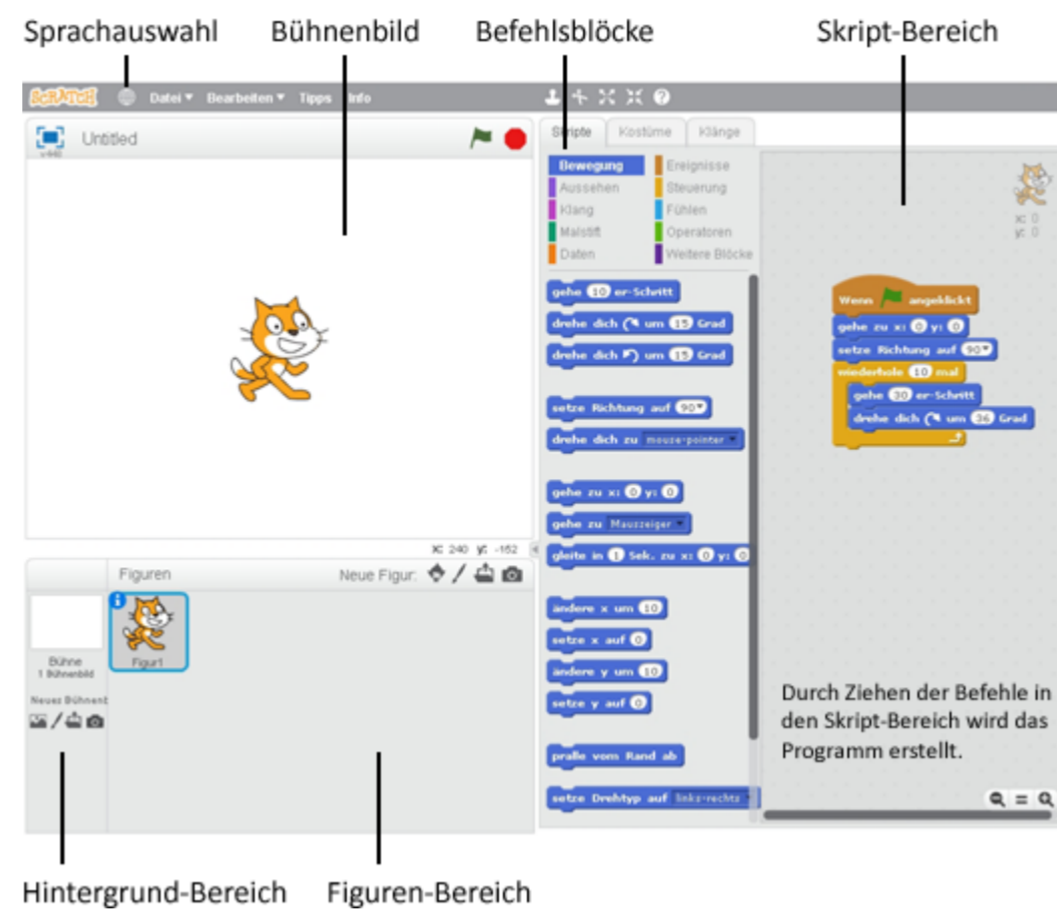 Sprachauswahl Bühnenbild Befehlsblöcke Skript-Bereich
SCRATCH Datei Bearbeiten Tipps Info
Untitled
v446
Skripte Kostüme Klänge
Bewegung Ereignisse
Aussehen Steuerung
Klang Fühlen
Malstift Operatoren
Daten Weitere Blöcke
x: 0
y: 0
gehe 10 er-Schritt
drehe dich um 15 Grad
drehe dich um 15 Grad
setze Richtung auf 90
drehe dich zu mouse-pointer
gehe zu x: 0 y: 0
gehe zu Mauszeiger
gleite in 1 Sek. zu x: 0 y: 0
ändere x um 10
setze x auf 0
ändere y um 10
setze y auf 0
pralle vom Rand ab
setze Drehtyp auf links-rechts
Wenn angeklickt
gehe zu x: 0 y: 0
setze Richtung auf 90
wiederhole 10 mal
gehe 30 er-Schritt
drehe dich um 36 Grad
X: 240 y: -152
Figuren Neue Figur:
Bühne
1 Bühnenbild
Figur1
Neues Bühnenb
Durch Ziehen der Befehle in
den Skript-Bereich wird das
Programm erstellt.
Hintergrund-Bereich Figuren-Bereich